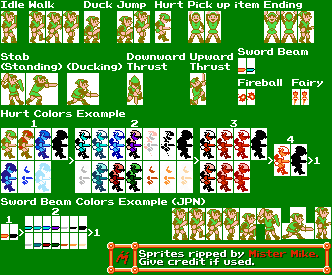 Idle Walk Duck Jump Hurt Pick up item Ending
Sword Beam
Stab Downward Upward
(Standing) (Ducking) Thrust Thrust
Fireball Fairy
Hurt Colors Example
1 2 3
4
> > > >1
Sword Beam Colors Example (JPN)
1 2
> >1
Sprites ripped by Mister Mike.
Give credit if used.